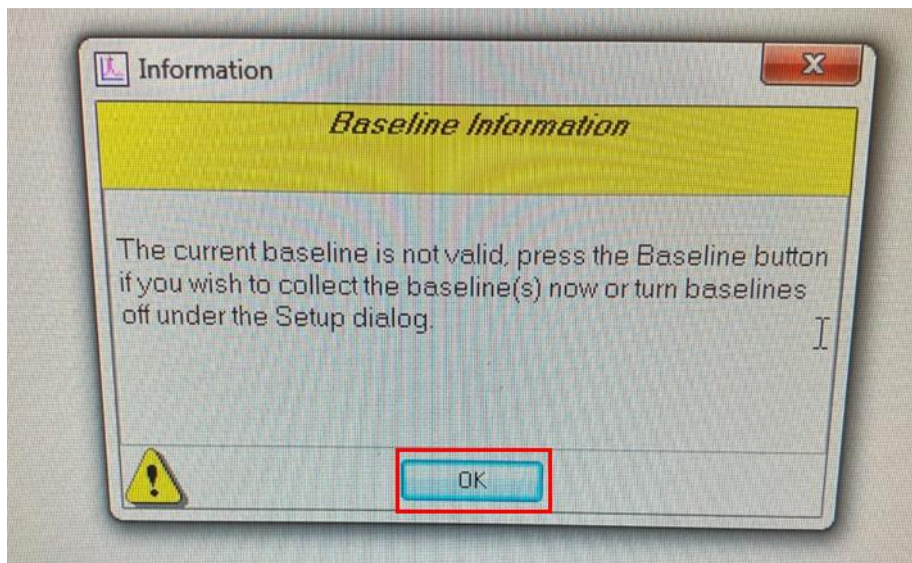 Information
Baseline Information
The current baseline is not valid, press the Baseline button
if you wish to collect the baseline(s) now or turn baselines
off under the Setup dialog.
OK